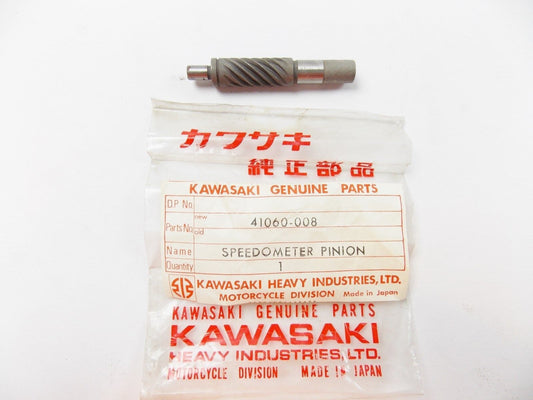 カワサキ
純正部品
KAWASAKI GENUINE PARTS
D.P No.
Parts No. new old 41060-008
Name SPEEDOMETER PINION
Quantity 1
KAWASAKI HEAVY INDUSTRIES, LTD.
MOTORCYCLE DIVISION Made in Japan
KAWASAKI GENUINE PARTS
KAWASAKI
HEAVY INDUSTRIES, LTD.
MOTORCYCLE DIVISION MADE IN JAPAN